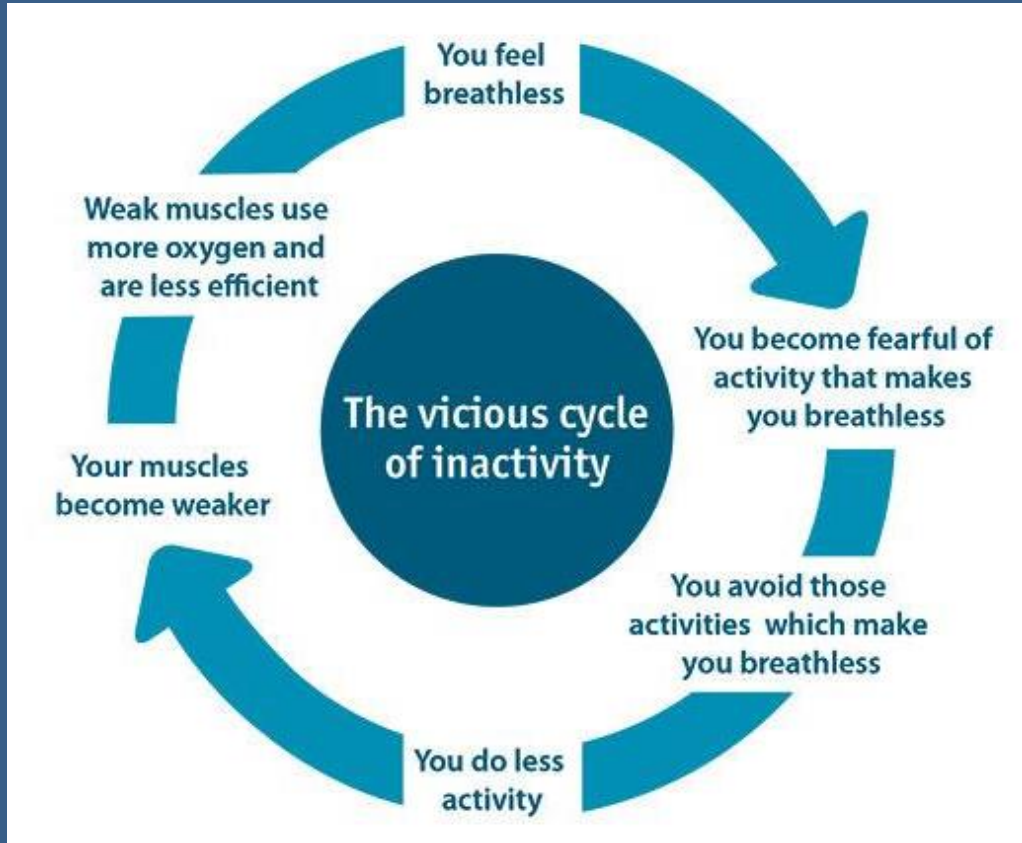 You feel
breathless
You become fearful of
activity that makes
you breathless
You avoid those
activities which make
you breathless
You do less
activity
Your muscles
become weaker
Weak muscles use
more oxygen and
are less efficient
The vicious cycle
of inactivity